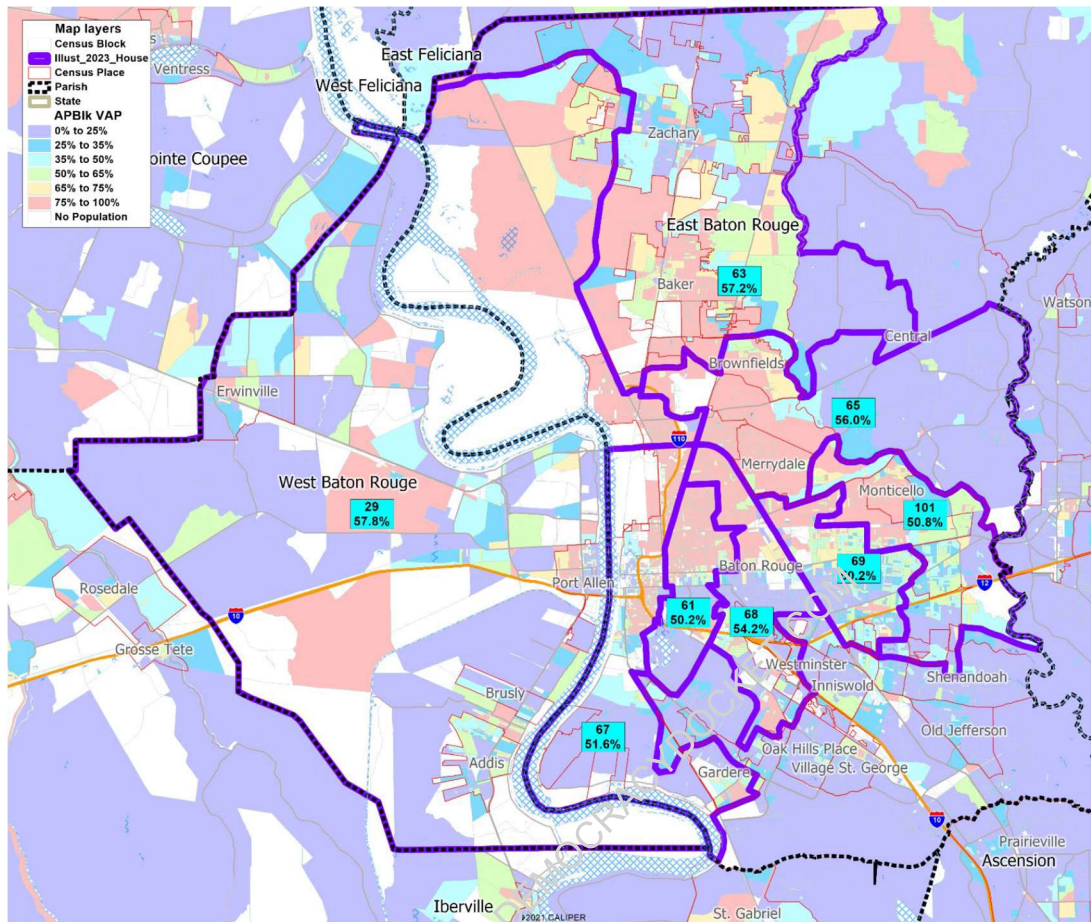 Map layers
Census Block
Illust_2023_House
Census Place
Parish
State
APBlk VAP
0% to 25%
25% to 35%
35% to 50%
50% to 65%
65% to 75%
75% to 100%
No Population
Ventress
East Feliciana
West Feliciana
Zachary
East Baton Rouge
63
57.2%
Baker
Watson
Central
Brownfields
Erwinville
65
56.0%
110
Merrydale
West Baton Rouge
29
57.8%
Monticello
101
50.8%
69
Baton Rouge
Port Allen
12
Rosedale
10
61
50.2%
68
54.2%
Grosse Tete
Westminster
Inniswold
Shenandoah
Brusly
67
51.6%
Old Jefferson
Oak Hills Place
Village St. George
Addis
Gardere
10
Prairieville
Ascension
Iberville
St. Gabriel